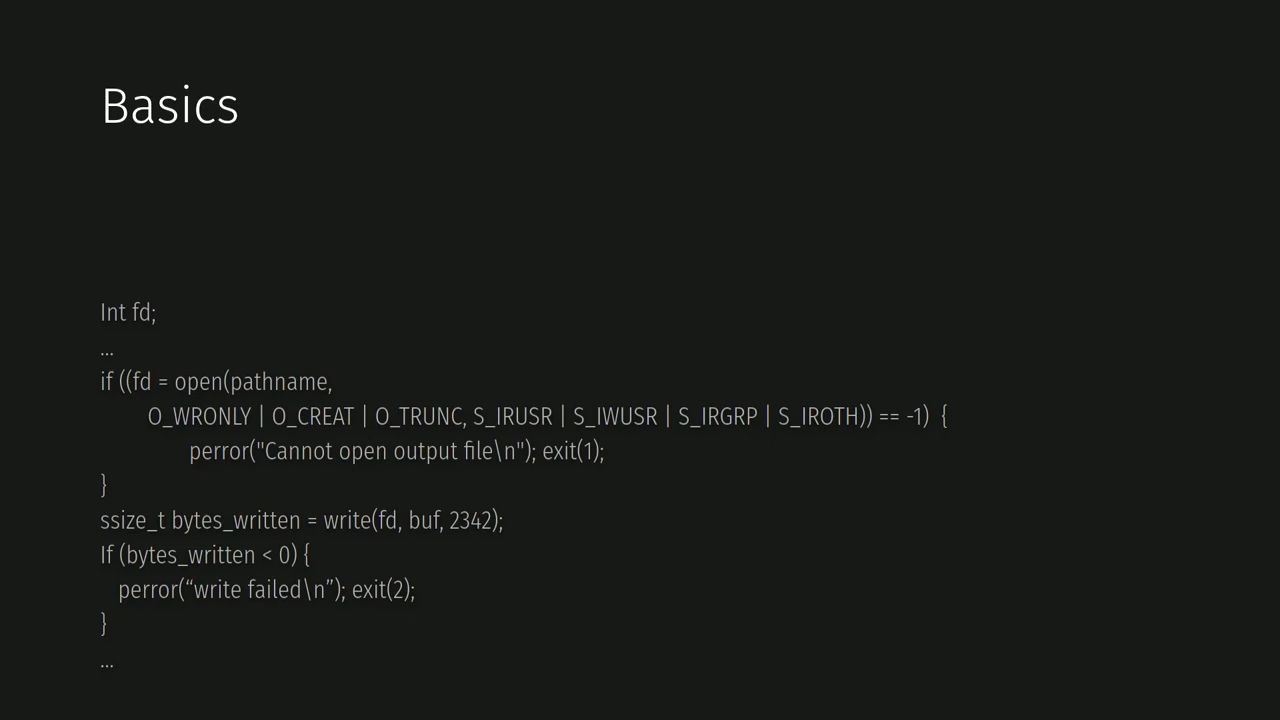 Basics
Int fd;
...
if ((fd = open(pathname,
O_WRONLY | O_CREAT | O_TRUNC, S_IRUSR | S_IWUSR | S_IRGRP | S_IROTH)) == -1)  {
perror("Cannot open output file\n"); exit(1);
}
ssize_t bytes_written = write(fd, buf, 2342);
If (bytes_written < 0) {
perror(“write failed\n”); exit(2);
}
...